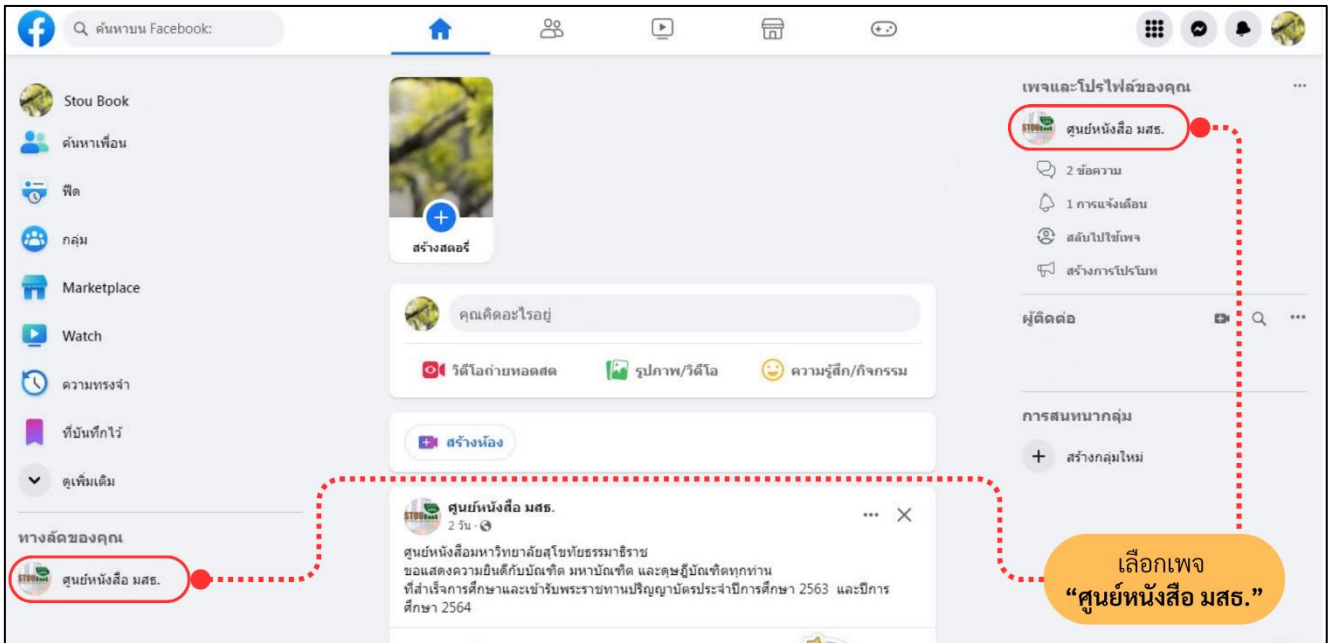 ค้นหาบน Facebook:
Stou Book
ค้นหาเพื่อน
ฟีด
กลุ่ม
Marketplace
Watch
ความทรงจำ
ที่บันทึกไว้
ดูเพิ่มเติม
ทางลัดของคุณ
STOUBook
ศูนย์หนังสือ มสธ.
สร้างสตอรี่
คุณคิดอะไรอยู่
วิดีโอถ่ายทอดสด
รูปภาพ/วิดีโอ
ความรู้สึก/กิจกรรม
สร้างห้อง
STOUBook
ศูนย์หนังสือ มสธ.
2 วัน ·
ศูนย์หนังสือมหาวิทยาลัยสุโขทัยธรรมาธิราช
ขอแสดงความยินดีกับบัณฑิต มหาบัณฑิต และดุษฎีบัณฑิตทุกท่าน
ที่สำเร็จการศึกษาและเข้ารับพระราชทานปริญญาบัตรประจำปีการศึกษา 2563 และปีการ
ศึกษา 2564
เพจและโปรไฟล์ของคุณ
STOUBook
ศูนย์หนังสือ มสธ.
2 ข้อความ
1 การแจ้งเตือน
สลับไปใช้เพจ
สร้างการโปรโมท
ผู้ติดต่อ
การสนทนากลุ่ม
สร้างกลุ่มใหม่
เลือกเพจ
“ศูนย์หนังสือ มสธ.”